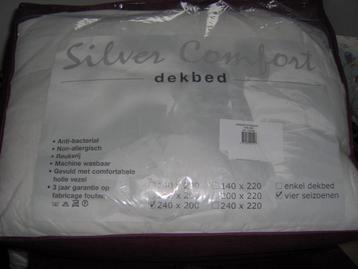 Silver Comfort
dekbed
• Anti-bacterial
• Non-allergisch
• Reukvrij
• Machine wasbaar
• Gevuld met comfortabele
holle vezel
• 3 jaar garantie op
fabricage fouten
140 x 220
enkel dekbed
200 x 220
vier seizoenen
240 x 200
240 x 220